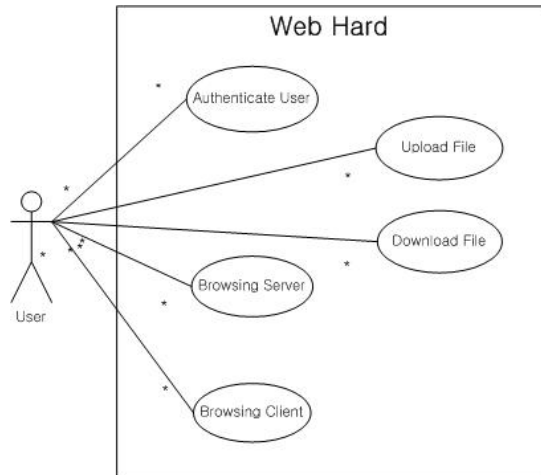 Web Hard
*
Authenticate User
Upload File
*
*
Download File
*
*
*
*
*
Browsing Server
*
User
*
Browsing Client